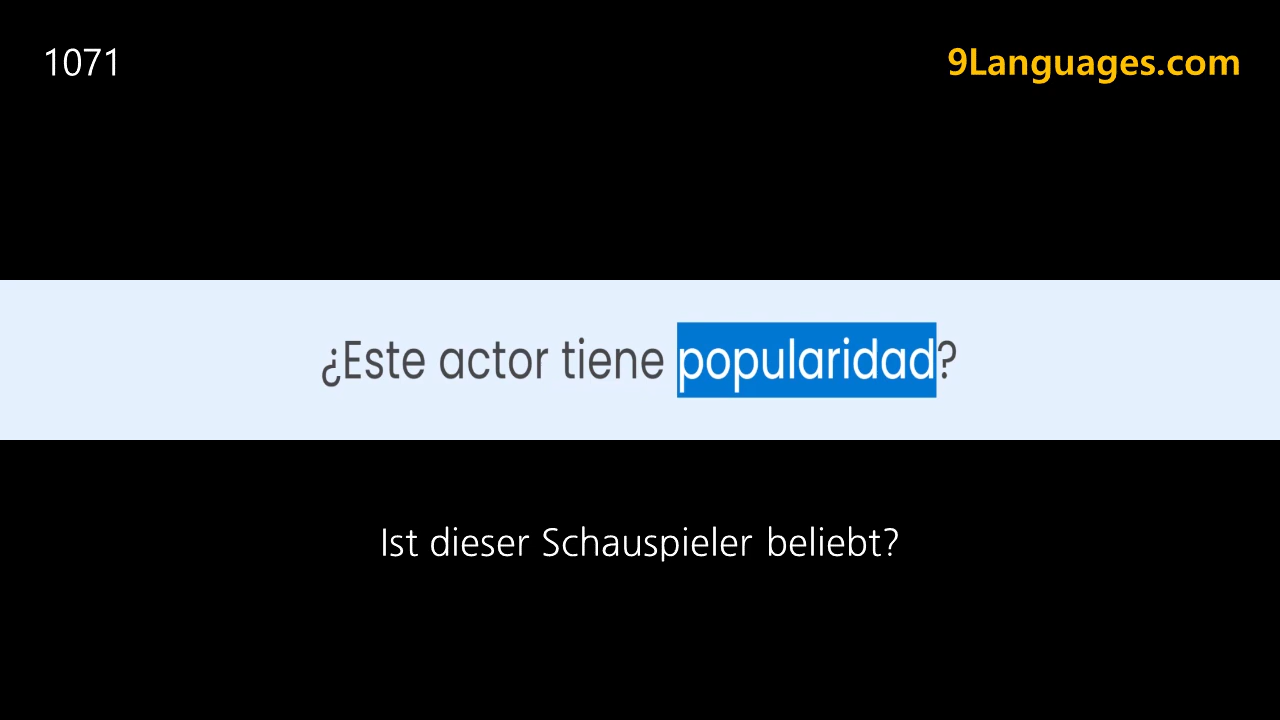 1071
9Languages.com
¿Este actor tiene popularidad?
Ist dieser Schauspieler beliebt?